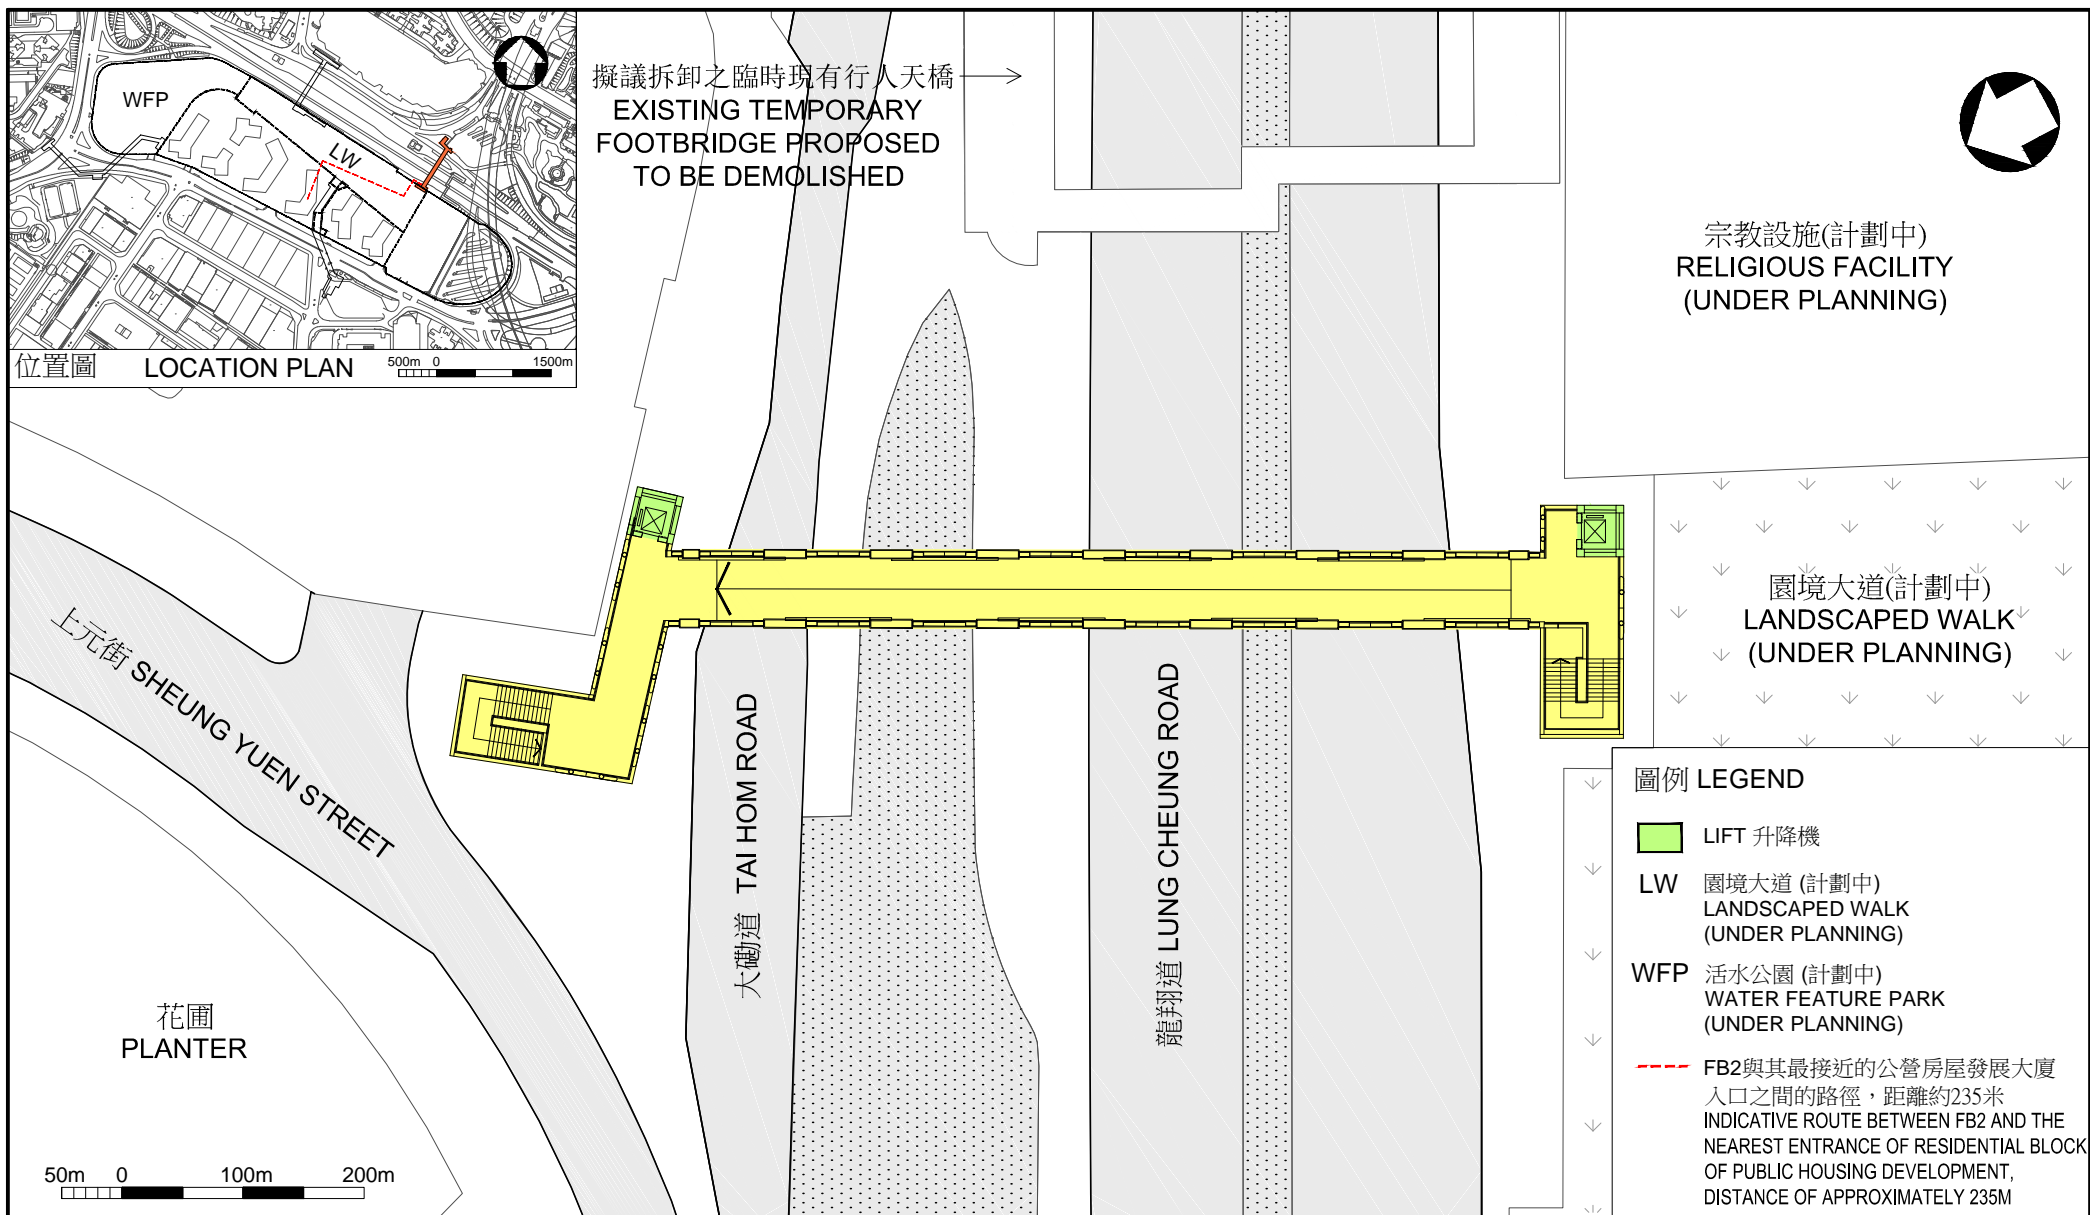 WFP
LW
位置圖 LOCATION PLAN
500m 0 1500m
擬議拆卸之臨時現有行人天橋
EXISTING TEMPORARY
FOOTBRIDGE PROPOSED
TO BE DEMOLISHED
宗教設施(計劃中)
RELIGIOUS FACILITY
(UNDER PLANNING)
園境大道(計劃中)
LANDSCAPED WALK
(UNDER PLANNING)
上元街 SHEUNG YUEN STREET
大磡道 TAI HOM ROAD
龍翔道 LUNG CHEUNG ROAD
花圃
PLANTER
50m 0 100m 200m
圖例 LEGEND
LIFT 升降機
LW 園境大道 (計劃中)
LANDSCAPED WALK
(UNDER PLANNING)
WFP 活水公園 (計劃中)
WATER FEATURE PARK
(UNDER PLANNING)
FB2與其最接近的公營房屋發展大廈
入口之間的路徑，距離約235米
INDICATIVE ROUTE BETWEEN FB2 AND THE
NEAREST ENTRANCE OF RESIDENTIAL BLOCK
OF PUBLIC HOUSING DEVELOPMENT,
DISTANCE OF APPROXIMATELY 235M